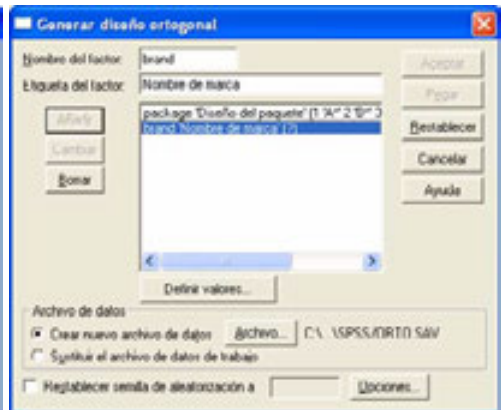 Generar diseño ortogonal
Nombre del factor: brand
Aceptar
Etiqueta del factor: Nombre de marca
Pegar
Añadir
package 'Diseño del paquete' (1 'A*' 2 'B*' 3
brand 'Nombre de marca' (?)
Restablecer
Cambiar
Cancelar
Borrar
Ayuda
Definir valores...
Archivo de datos
Crear nuevo archivo de datos
Archivo...
C:\...\SPSS/ORTO.SAV
Sustituir el archivo de datos de trabajo
Restablecer semilla de aleatorización a
Opciones...